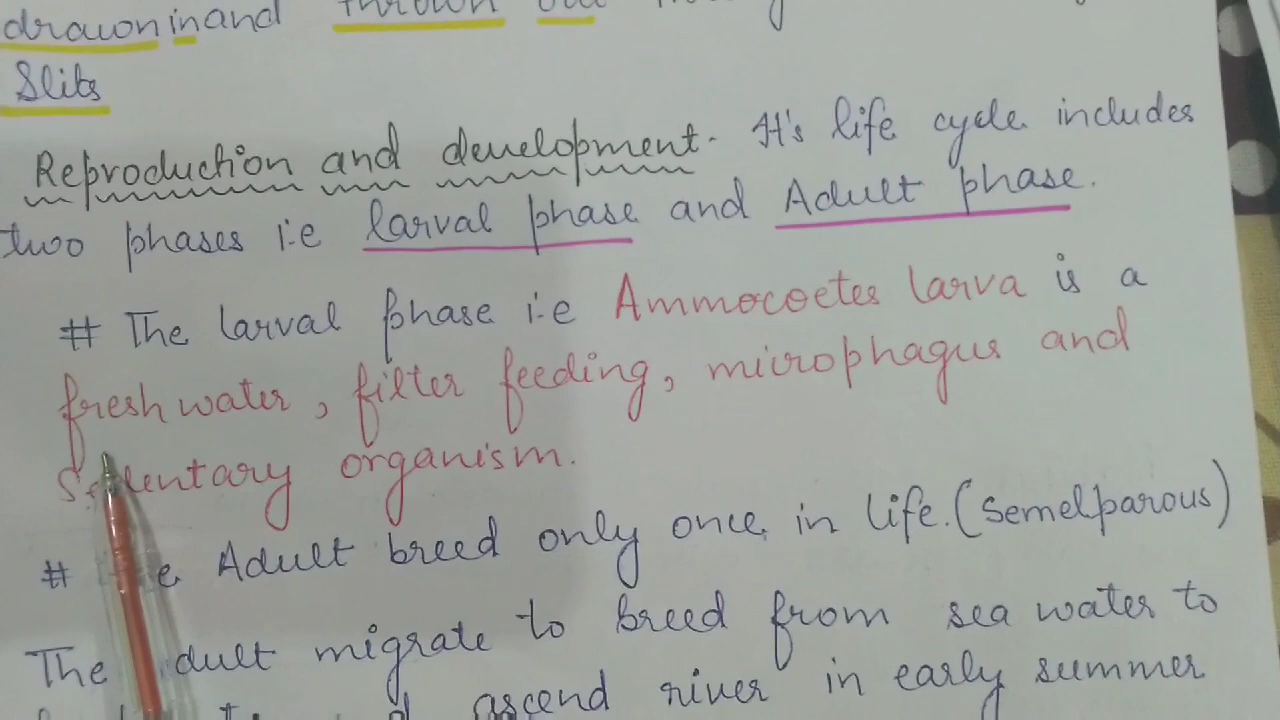 drawn in and thrown out
Slits
Reproduction and development. It's life cycle includes
two phases i.e larval phase and Adult phase.
# The larval phase i.e Ammocoetes larva is a
fresh water, filter feeding, microphagus and
organism.
# Adult breed only once in life. (Semelparous)
The migrate to breed from sea water to
ascend river in early summer